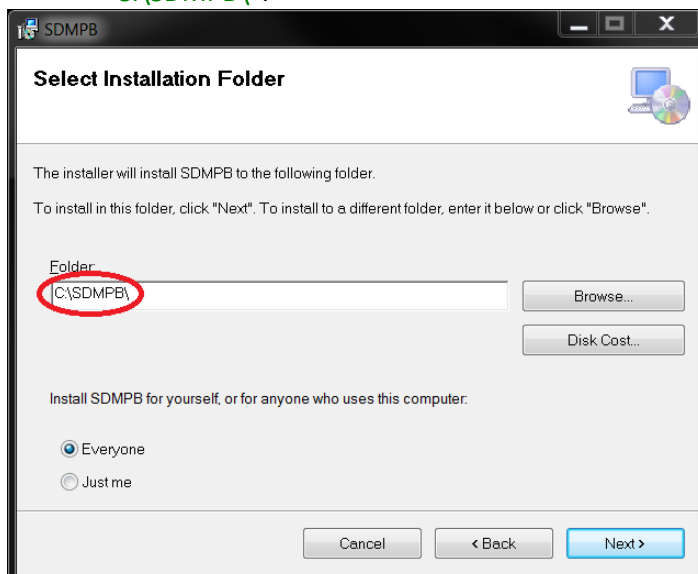 C:\SDMPB\".
SDMPB
Select Installation Folder
The installer will install SDMPB to the following folder.
To install in this folder, click "Next". To install to a different folder, enter it below or click "Browse".
Folder:
C:\SDMPB\
Browse...
Disk Cost...
Install SDMPB for yourself, or for anyone who uses this computer:
Everyone
Just me
Cancel
< Back
Next >